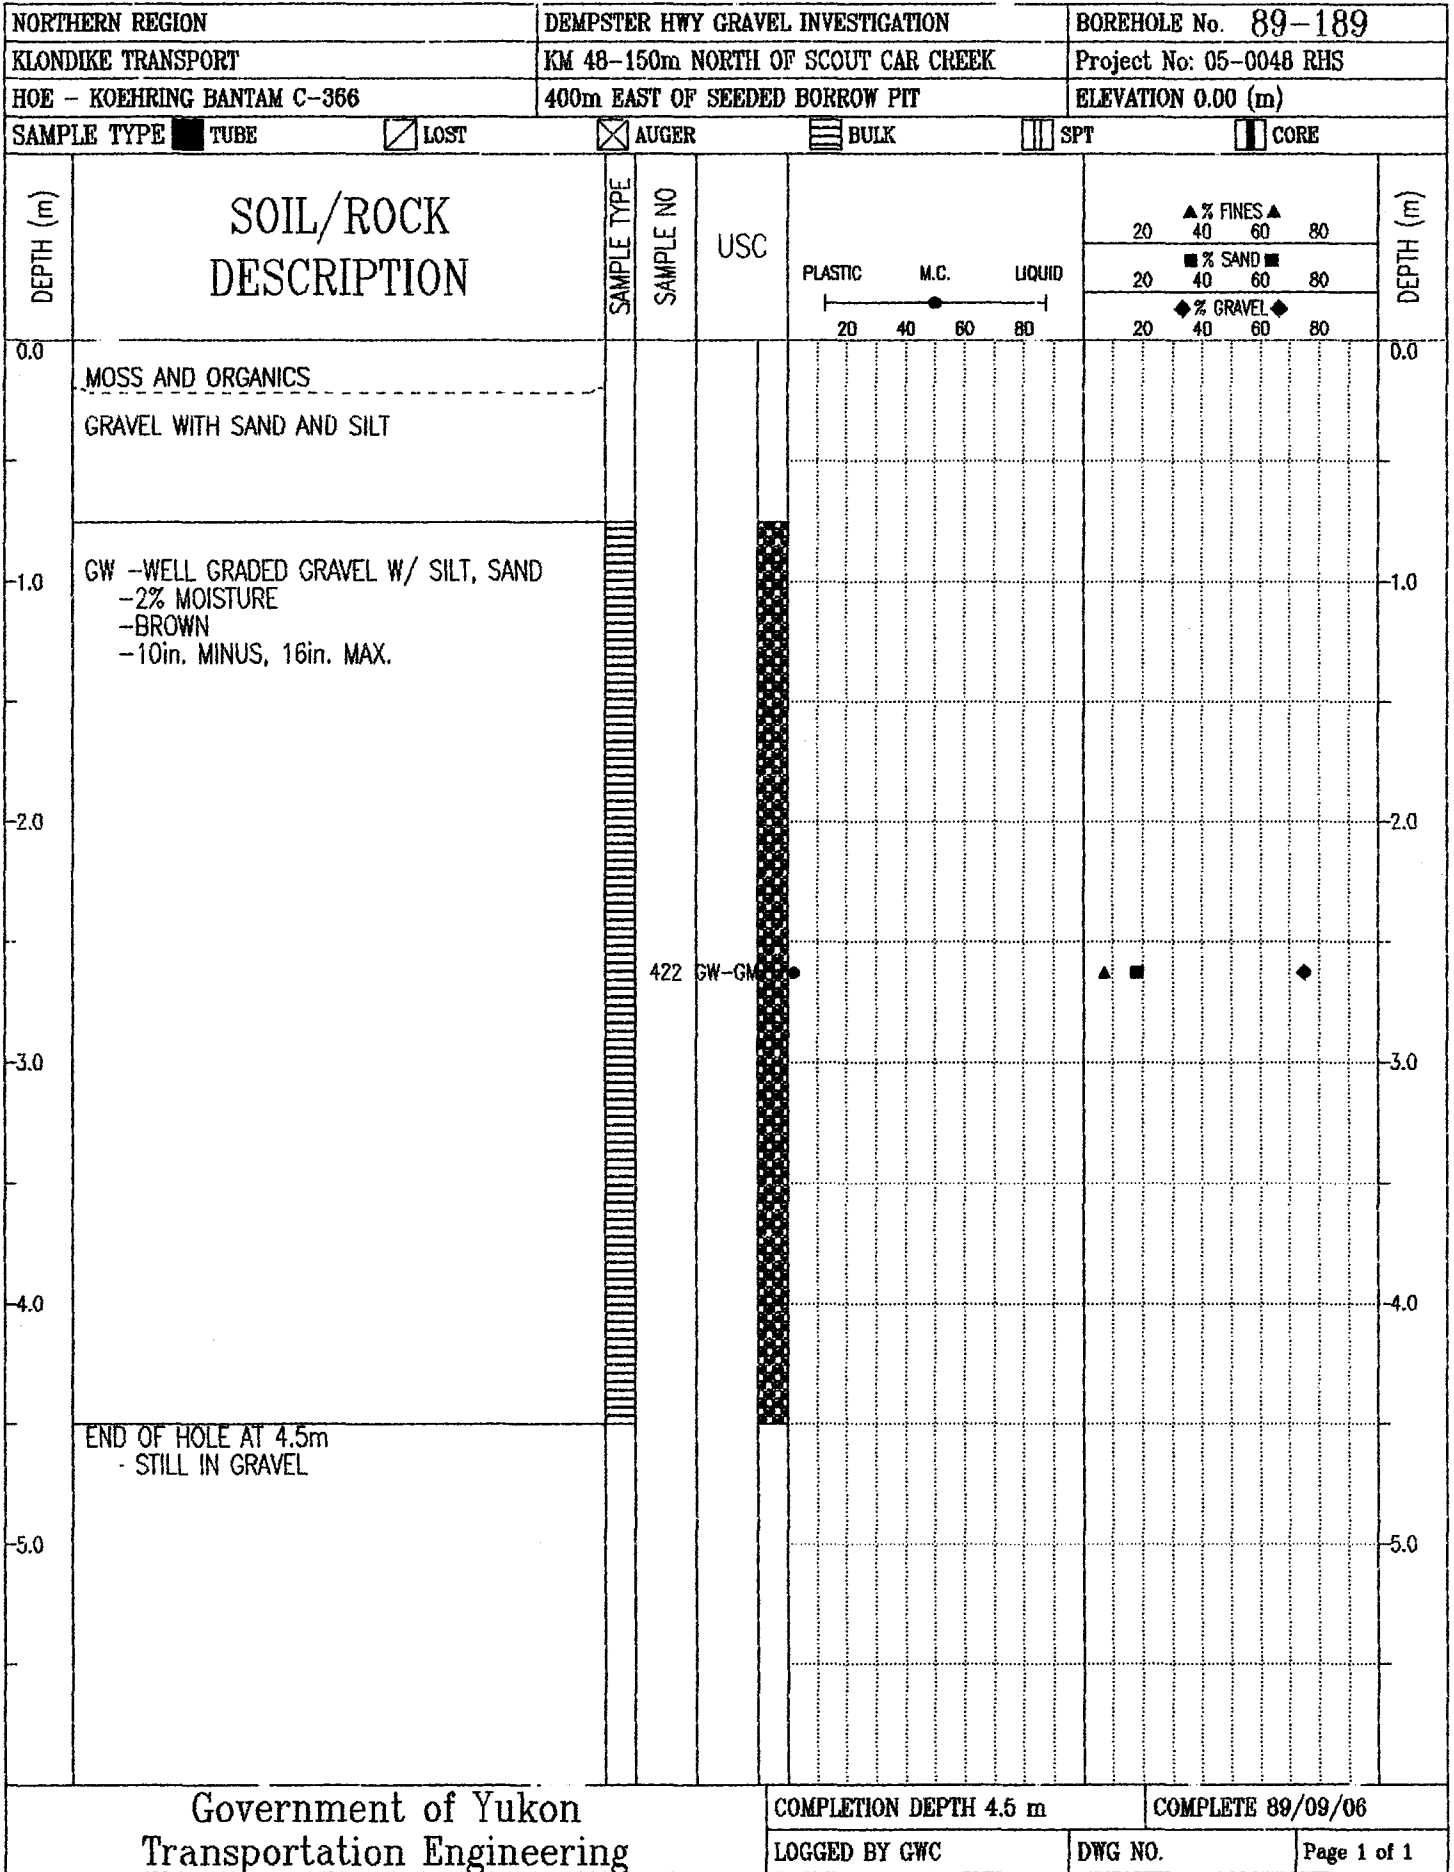 NORTHERN REGION
DEMPSTER HWY GRAVEL INVESTIGATION
BOREHOLE No. 89-189
KLONDIKE TRANSPORT
KM 48-150m NORTH OF SCOUT CAR CREEK
Project No: 05-0048 RHS
HOE - KOEHRING BANTAM C-366
400m EAST OF SEEDED BORROW PIT
ELEVATION 0.00 (m)
SAMPLE TYPE TUBE LOST AUGER BULK SPT CORE
DEPTH (m)
SOIL/ROCK
DESCRIPTION
SAMPLE TYPE
SAMPLE NO
USC
PLASTIC M.C. LIQUID
20 40 60 80
▲ % FINES ▲
20 40 60 80
■ % SAND ■
20 40 60 80
◆ % GRAVEL ◆
20 40 60 80
DEPTH (m)
0.0 0.0
MOSS AND ORGANICS
GRAVEL WITH SAND AND SILT
GW -WELL GRADED GRAVEL W/ SILT, SAND
1.0 1.0
-2% MOISTURE
-BROWN
-10in. MINUS, 16in. MAX.
2.0 2.0
422 GW-GM
3.0 3.0
4.0 4.0
END OF HOLE AT 4.5m
- STILL IN GRAVEL
5.0 5.0
Government of Yukon
Transportation Engineering
COMPLETION DEPTH 4.5 m
COMPLETE 89/09/06
LOGGED BY GWC
DWG NO.
Page 1 of 1